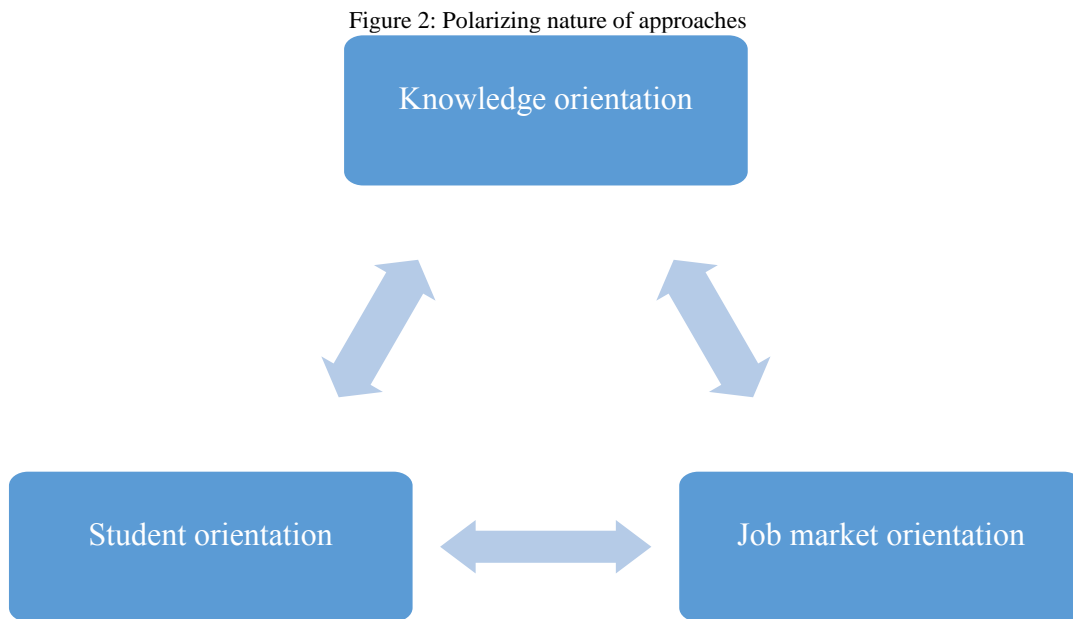 Figure 2: Polarizing nature of approaches
Knowledge orientation
Student orientation
Job market orientation